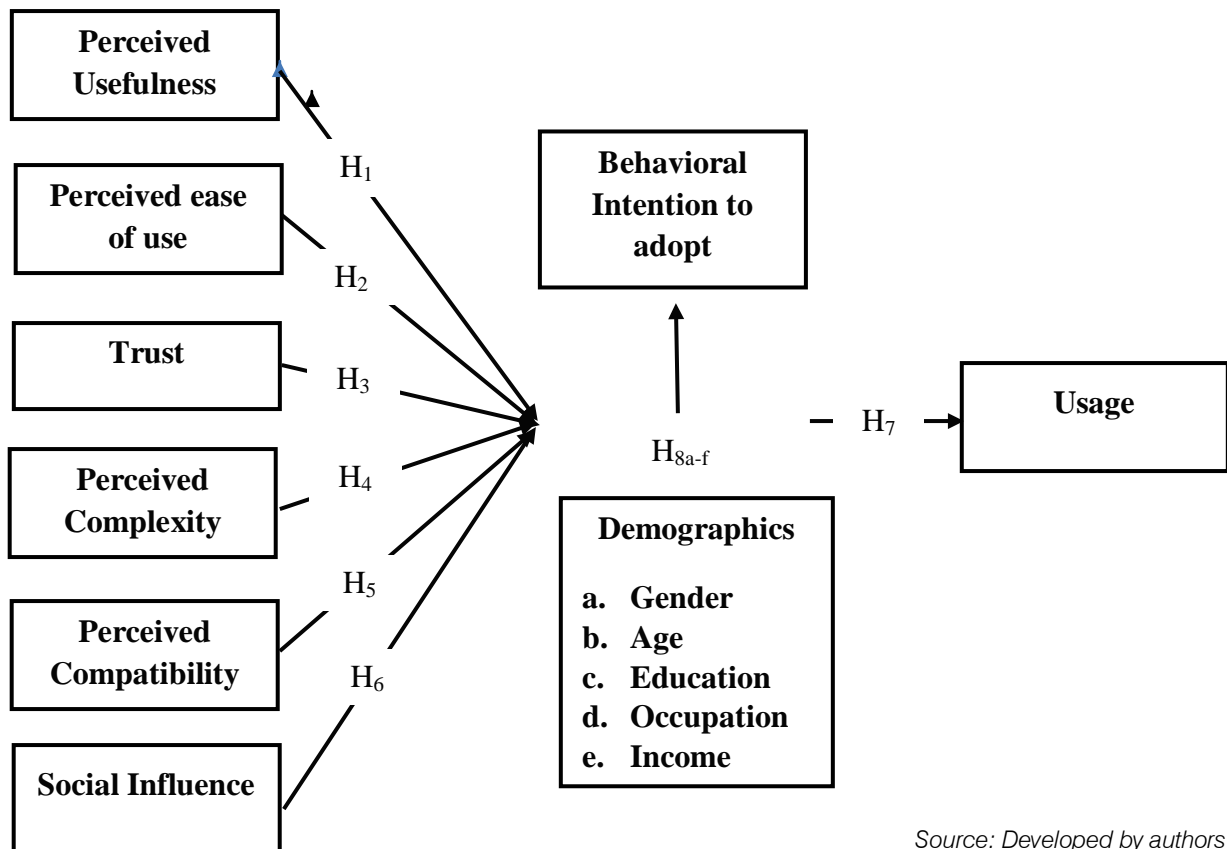 Perceived
Usefulness
H1
Perceived ease
of use
H2
Trust
H3
Perceived
Complexity
H4
Perceived
Compatibility
H5
Social Influence
H6
Behavioral
Intention to
adopt
H8a-f
Demographics
a. Gender
b. Age
c. Education
d. Occupation
e. Income
H7
Usage
Source: Developed by authors